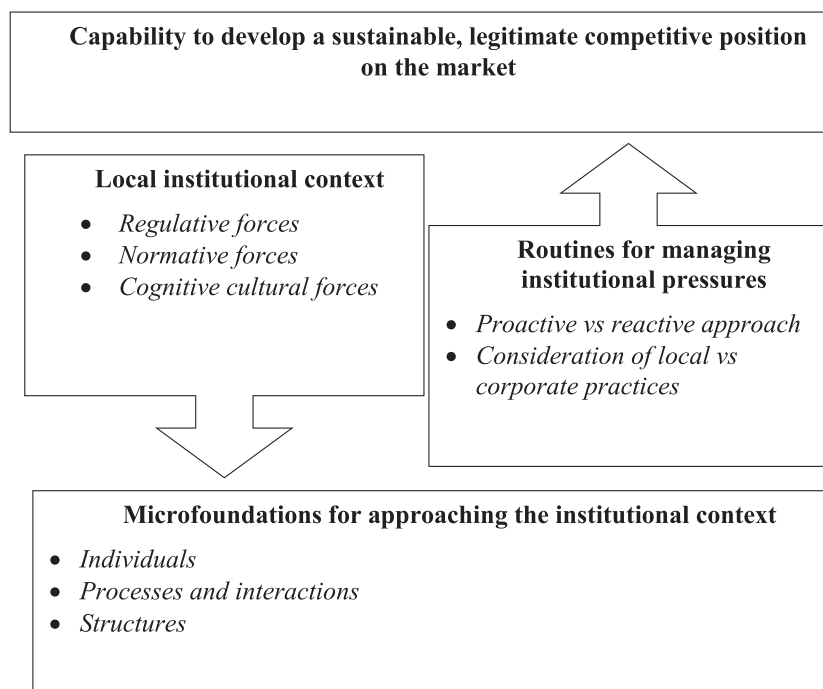 Capability to develop a sustainable, legitimate competitive position
on the market
Local institutional context
• Regulative forces
• Normative forces
• Cognitive cultural forces
Routines for managing
institutional pressures
• Proactive vs reactive approach
• Consideration of local vs
corporate practices
Microfoundations for approaching the institutional context
• Individuals
• Processes and interactions
• Structures